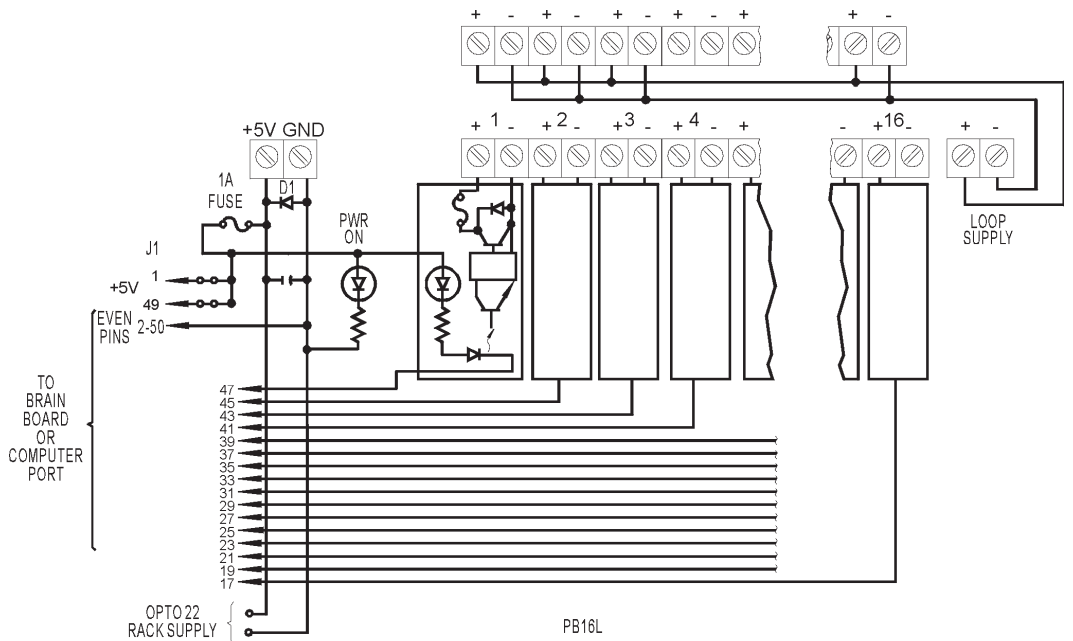 + - + - + - + - + + -
+5V GND
+ 1 - + 2 - + 3 - + 4 - + - +16- + -
1A
FUSE
D1
PWR
ON
LOOP
SUPPLY
J1
1
+5V
49
EVEN
PINS 2-50
TO
BRAIN
BOARD
OR
COMPUTER
PORT
47
45
43
41
39
37
35
33
31
29
27
25
23
21
19
17
OPTO 22
RACK SUPPLY
PB16L